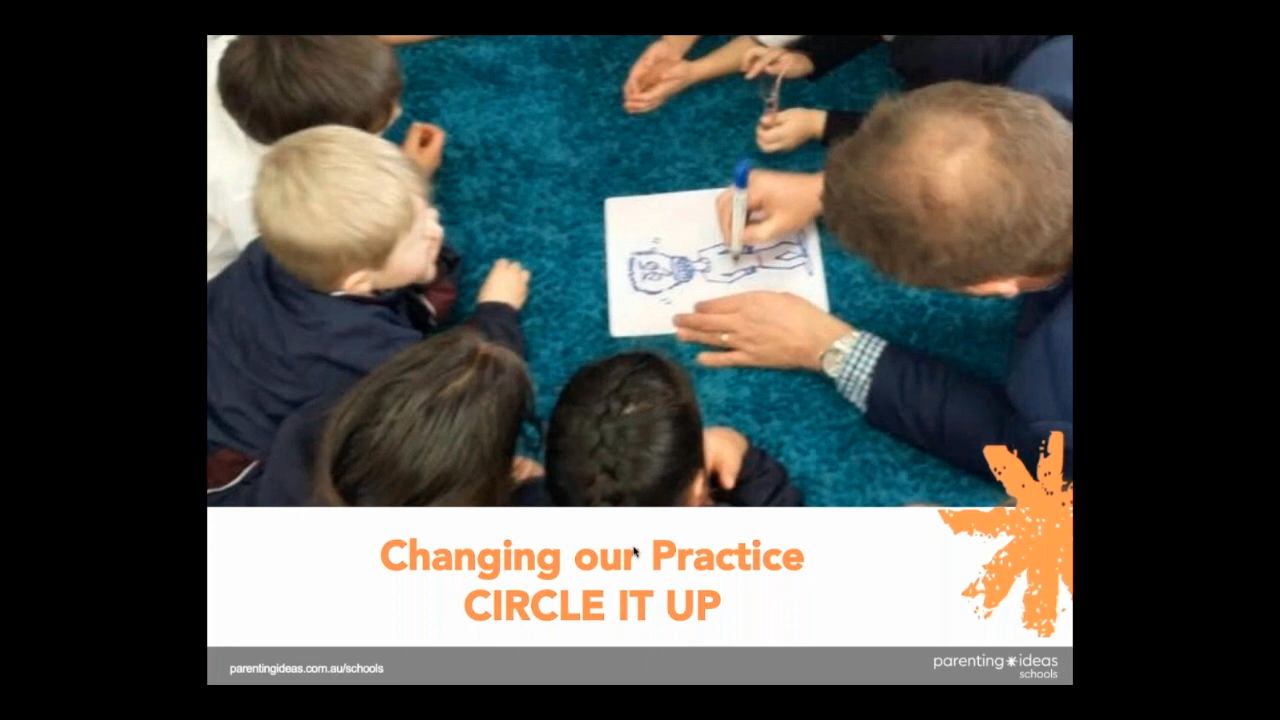 Changing our Practice
CIRCLE IT UP
parentingideas.com.au/schools
parenting ideas
schools